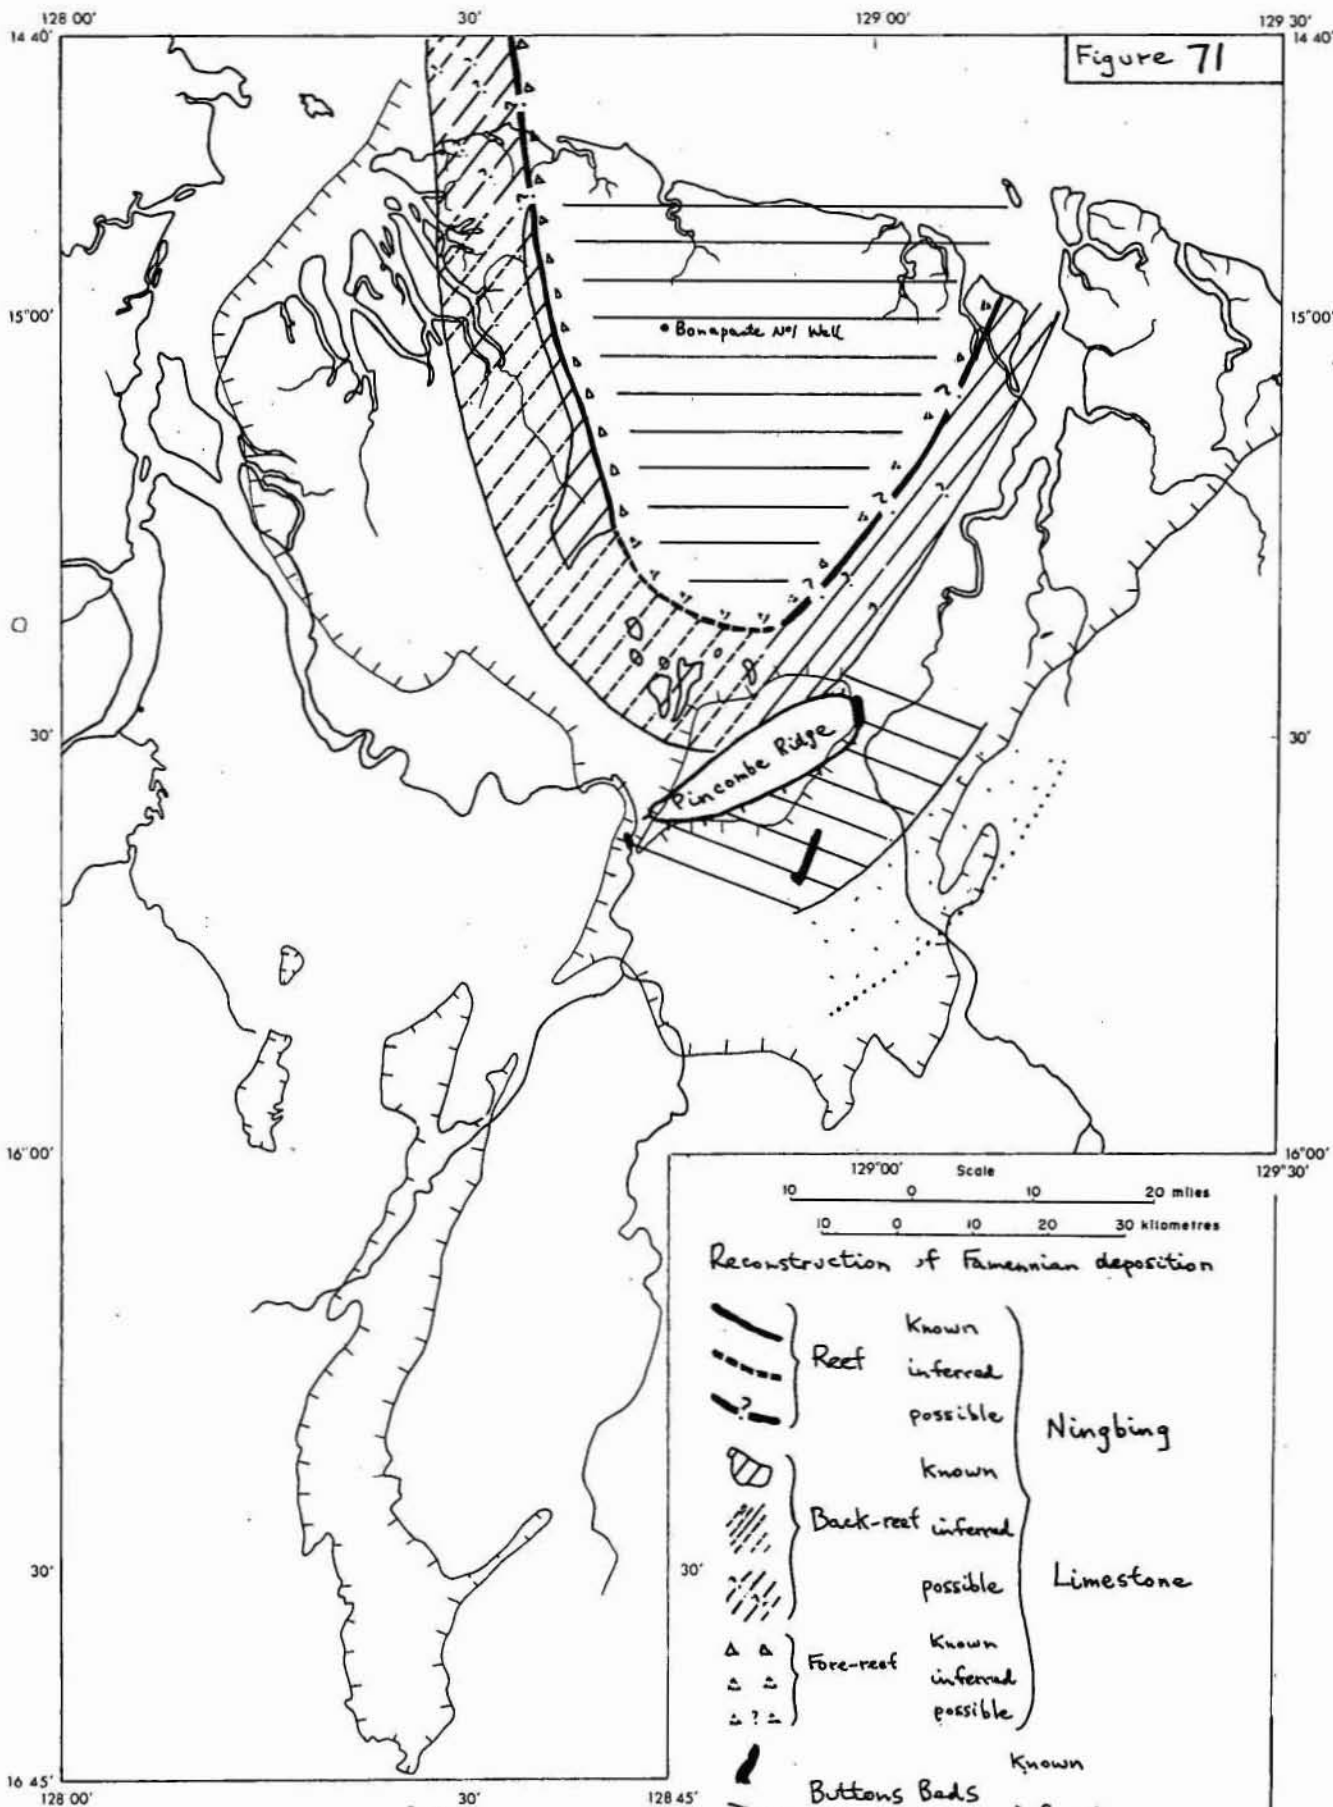 128 00'
30'
129 00'
129 30'
14 40'
14 40'
Figure 71
15°00'
15°00'
Bonaparte No1 Well
?
?
?
?
?
?
?
?
?
30'
30'
Pincombe Ridge
16°00'
16°00'
129°00'
129°30'
Scale
10 0 10 20 miles
10 0 10 20 30 kilometres
Reconstruction of Famennian deposition
Known
Reef inferred
? possible
Ningbing
Known
Back-reef inferred
30'
possible
Limestone
Known
Fore-reef inferred
? possible
Known
Buttons Beds
16 45'
128 00'
30'
128 45'